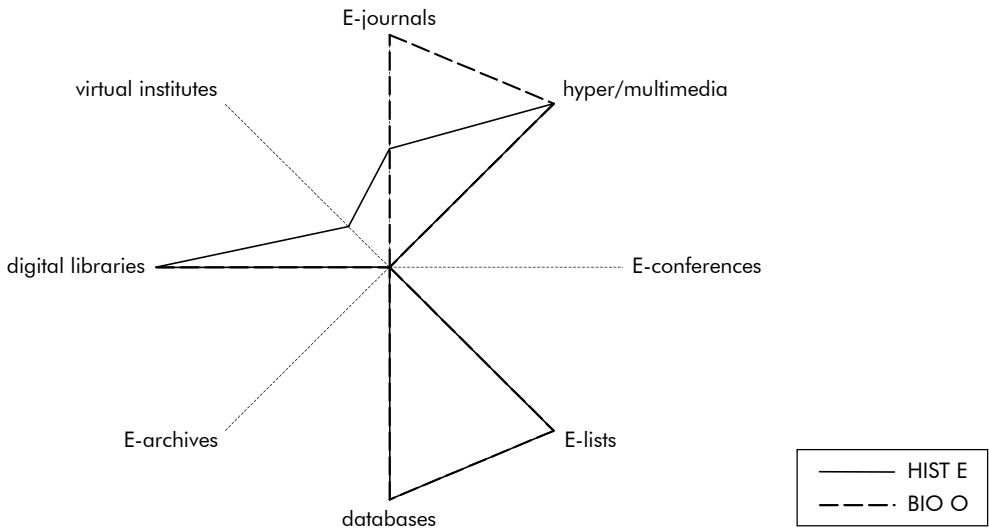 E-journals
virtual institutes
hyper/multimedia
digital libraries
E-conferences
E-archives
E-lists
databases
HIST E
BIO O